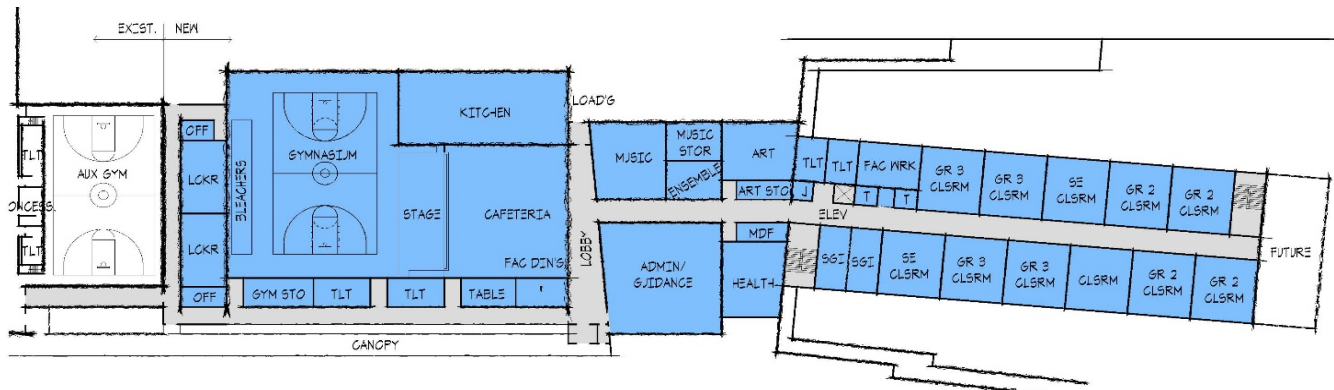 EXIST.
NEW
TLT
AUX GYM
ONCESS.
TLT
OFF
LCKR
LCKR
OFF
BLEACHERS
GYMNASIUM
KITCHEN
STAGE
CAFETERIA
FAC DIN'G
GYM STO
TLT
TLT
TABLE
CANOPY
LOAD'G
LOBBY
MUSIC
MUSIC
STOR
ENSEMBLE
ART
ART STO
J
TLT
TLT
FAC WRK
T
T
ELEV
GR 3
CLSRM
GR 3
CLSRM
SE
CLSRM
GR 2
CLSRM
GR 2
CLSRM
ADMIN/
GUIDANCE
MDF
HEALTH
SGI
SGI
SE
CLSRM
GR 3
CLSRM
GR 3
CLSRM
CLSRM
GR 2
CLSRM
GR 2
CLSRM
FUTURE